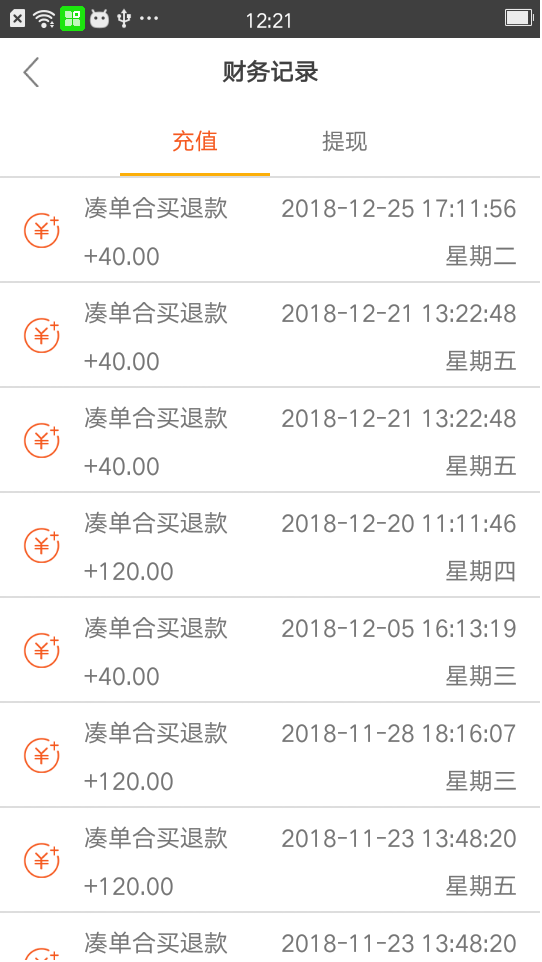 12:21
财务记录
充值 提现
凑单合买退款 2018-12-25 17:11:56
+40.00 星期二
凑单合买退款 2018-12-21 13:22:48
+40.00 星期五
凑单合买退款 2018-12-21 13:22:48
+40.00 星期五
凑单合买退款 2018-12-20 11:11:46
+120.00 星期四
凑单合买退款 2018-12-05 16:13:19
+40.00 星期三
凑单合买退款 2018-11-28 18:16:07
+120.00 星期三
凑单合买退款 2018-11-23 13:48:20
+120.00 星期五
凑单合买退款 2018-11-23 13:48:20